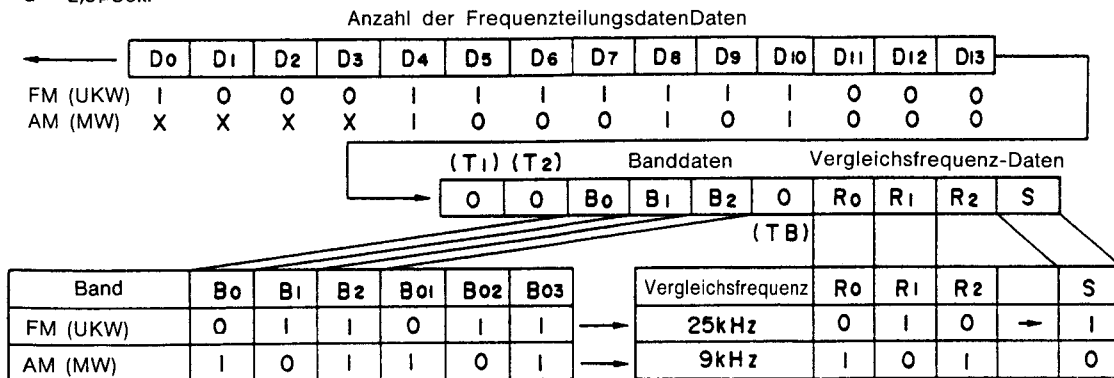 Anzahl der FrequenzteilungsdatenDaten
D0 D1 D2 D3 D4 D5 D6 D7 D8 D9 D10 D11 D12 D13
FM (UKW) 1 0 0 0 1 1 1 1 1 1 1 0 0 0
AM (MW) X X X X 1 0 0 0 1 0 1 0 0 0
(T1) (T2) Banddaten Vergleichsfrequenz-Daten
0 0 B0 B1 B2 0 R0 R1 R2 S
(TB)
Band B0 B1 B2 B01 B02 B03 Vergleichsfrequenz R0 R1 R2 S
FM (UKW) 0 1 1 0 1 1 → 25kHz 0 1 0 → 1
AM (MW) 1 0 1 1 0 1 → 9kHz 1 0 1 0